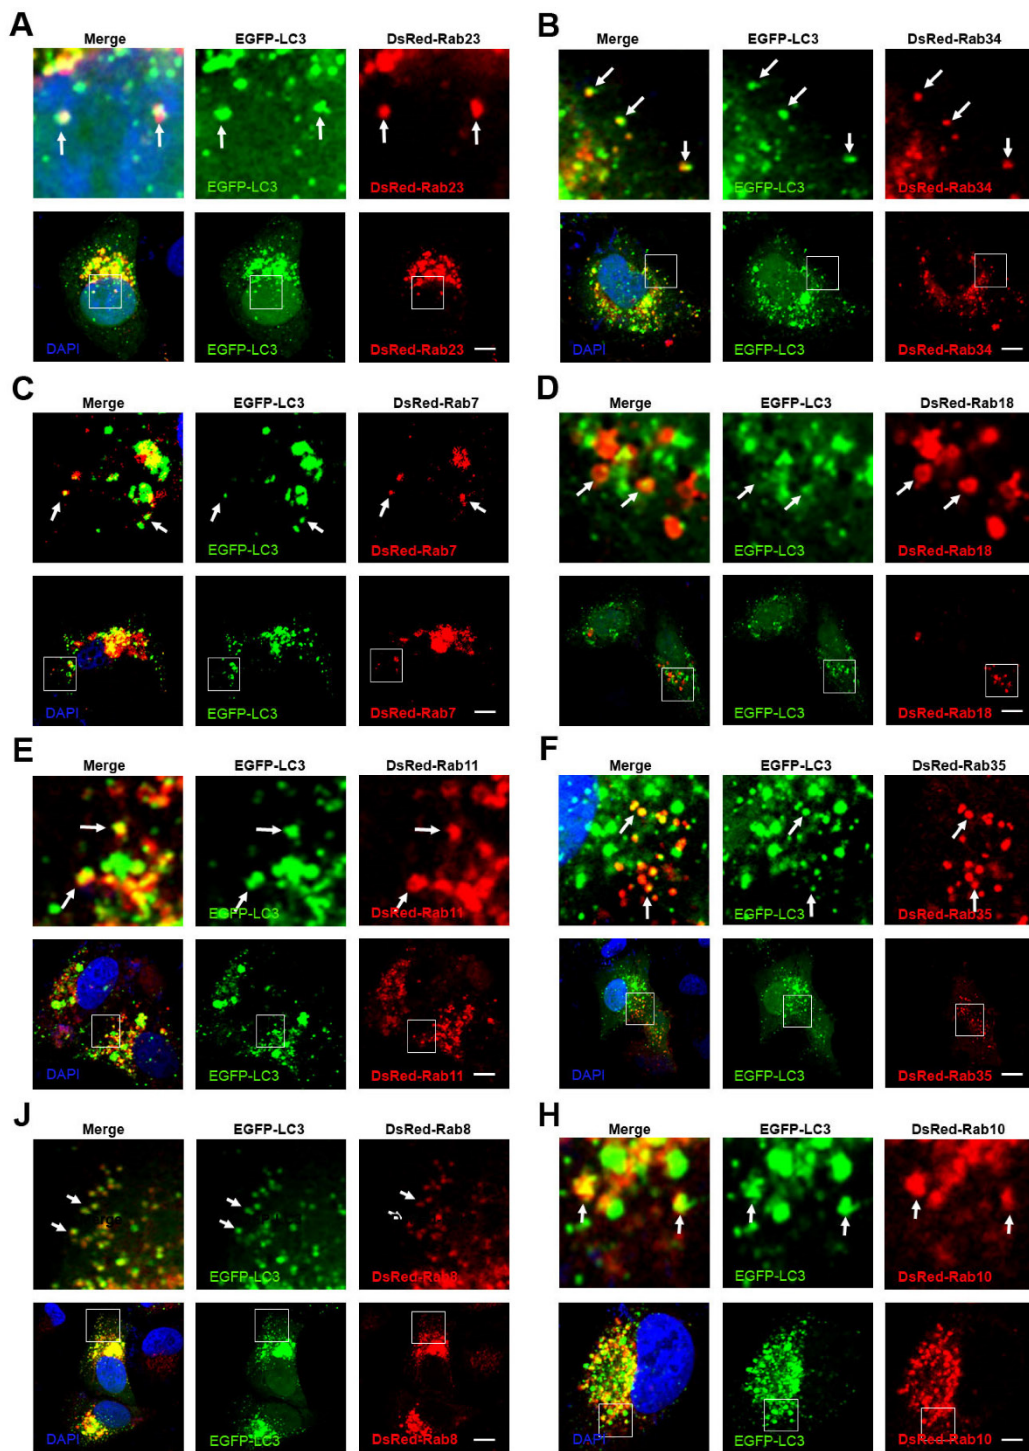 A
B
Merge EGFP-LC3 DsRed-Rab23
Merge EGFP-LC3 DsRed-Rab34
EGFP-LC3 DsRed-Rab23
EGFP-LC3 DsRed-Rab34
DAPI EGFP-LC3 DsRed-Rab23
DAPI EGFP-LC3 DsRed-Rab34
C
D
Merge EGFP-LC3 DsRed-Rab7
Merge EGFP-LC3 DsRed-Rab18
EGFP-LC3 DsRed-Rab7
EGFP-LC3 DsRed-Rab18
DAPI EGFP-LC3 DsRed-Rab7
EGFP-LC3 DsRed-Rab18
E
F
Merge EGFP-LC3 DsRed-Rab11
Merge EGFP-LC3 DsRed-Rab35
EGFP-LC3 DsRed-Rab11
EGFP-LC3 DsRed-Rab35
DAPI EGFP-LC3 DsRed-Rab11
DAPI EGFP-LC3 DsRed-Rab35
J
H
Merge EGFP-LC3 DsRed-Rab8
Merge EGFP-LC3 DsRed-Rab10
EGFP-LC3 DsRed-Rab8
EGFP-LC3 DsRed-Rab10
DAPI EGFP-LC3 DsRed-Rab8
DAPI EGFP-LC3 DsRed-Rab10